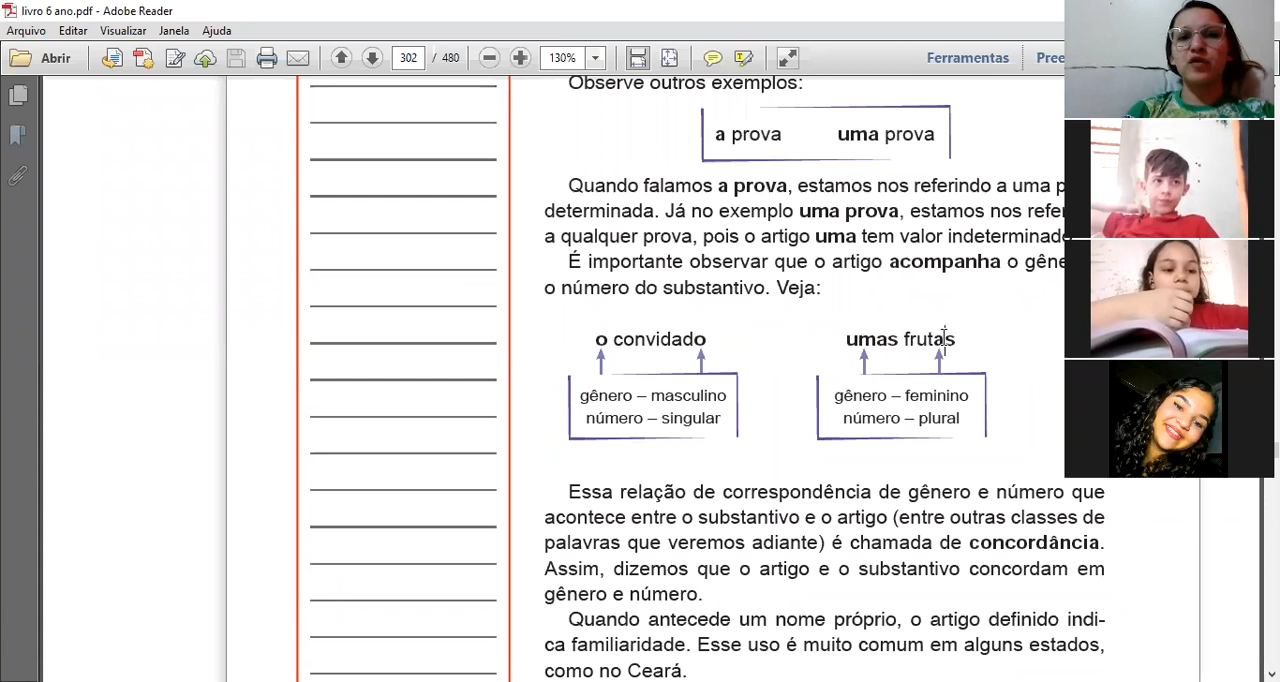 livro 6 ano.pdf - Adobe Reader
Arquivo Editar Visualizar Janela Ajuda
Abrir 302 / 480 130% Ferramentas
Observe outros exemplos:
a prova uma prova
Quando falamos a prova, estamos nos referindo a uma
determinada. Já no exemplo uma prova, estamos nos
a qualquer prova, pois o artigo uma tem valor indeterminado
É importante observar que o artigo acompanha o
o número do substantivo. Veja:
o convidado umas frutas
gênero – masculino gênero – feminino
número – singular número – plural
Essa relação de correspondência de gênero e número que
acontece entre o substantivo e o artigo (entre outras classes de
palavras que veremos adiante) é chamada de concordância.
Assim, dizemos que o artigo e o substantivo concordam em
gênero e número.
Quando antecede um nome próprio, o artigo definido indi-
ca familiaridade. Esse uso é muito comum em alguns estados,
como no Ceará.